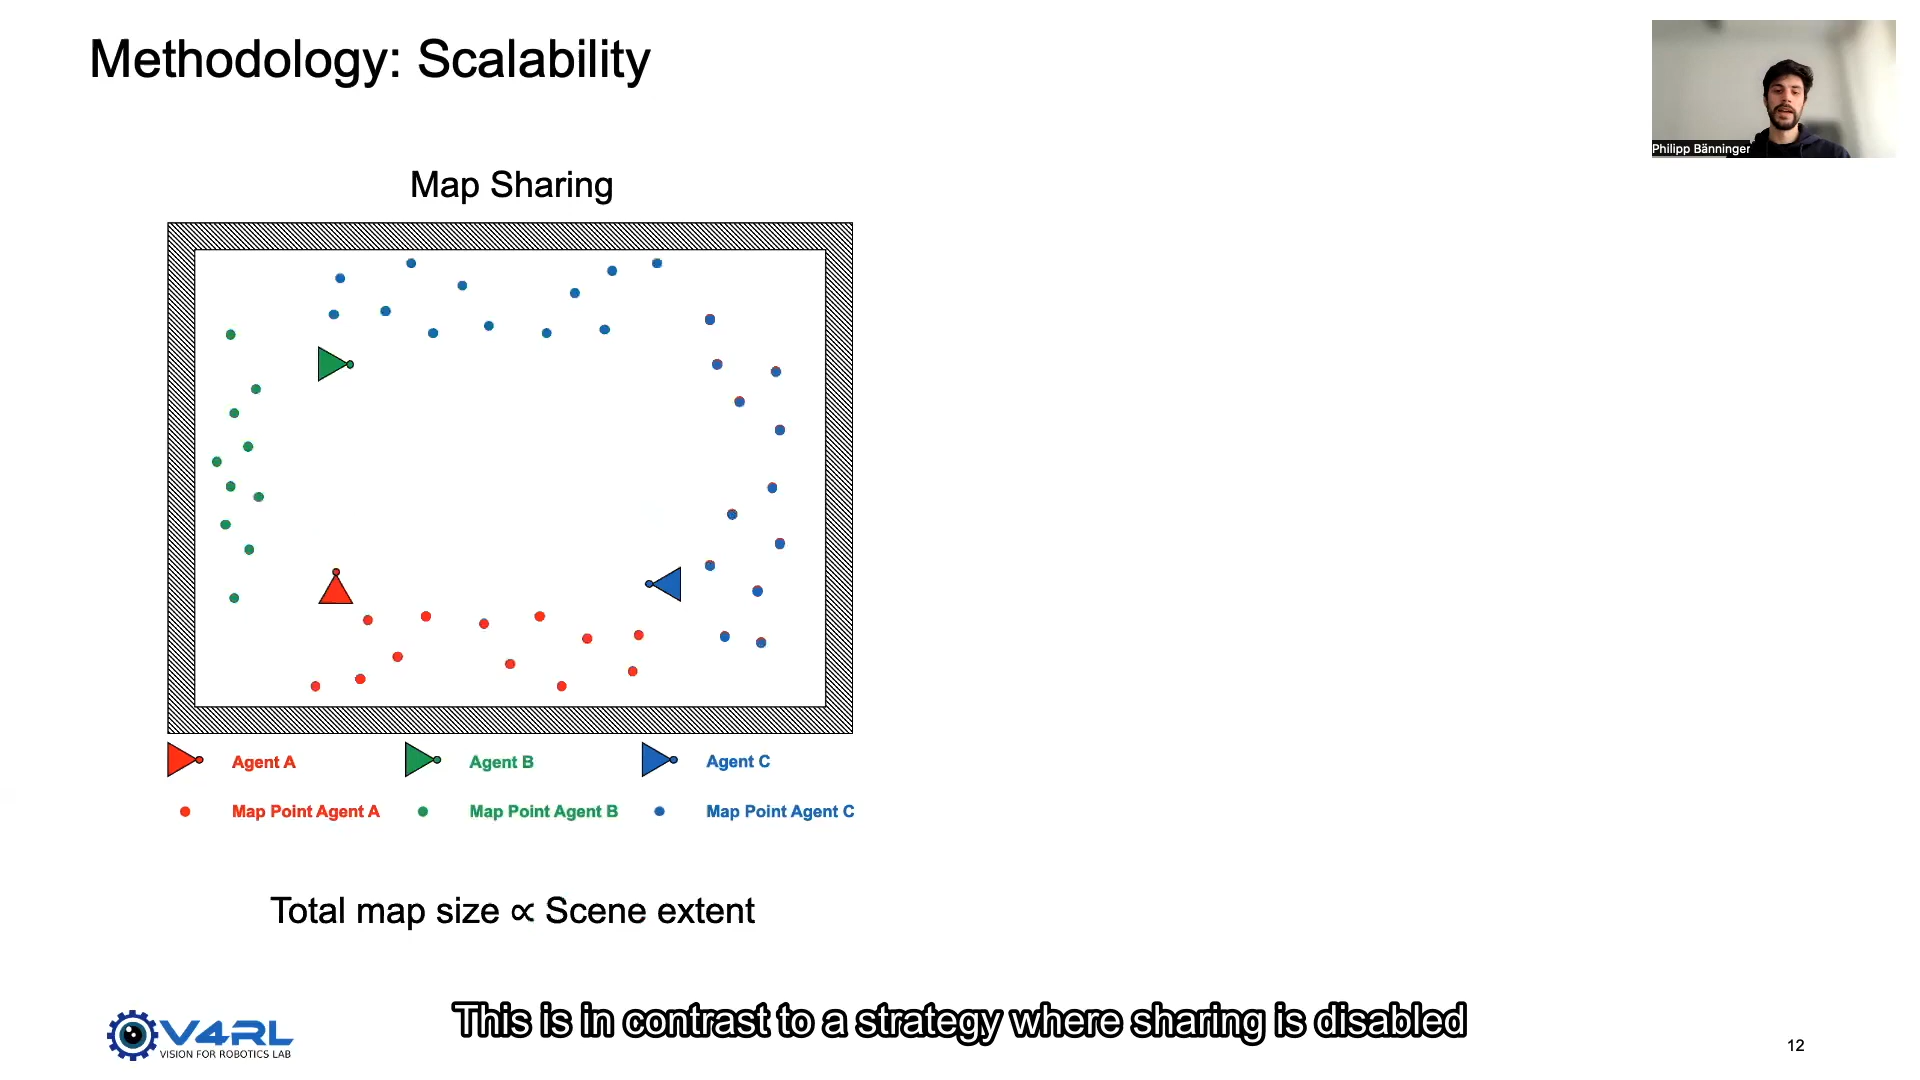 Methodology: Scalability
Philipp Bänninger
Map Sharing
Agent A
Agent B
Agent C
Map Point Agent A
Map Point Agent B
Map Point Agent C
Total map size ∝ Scene extent
This is in contrast to a strategy where sharing is disabled
V4RL
VISION FOR ROBOTICS LAB
12